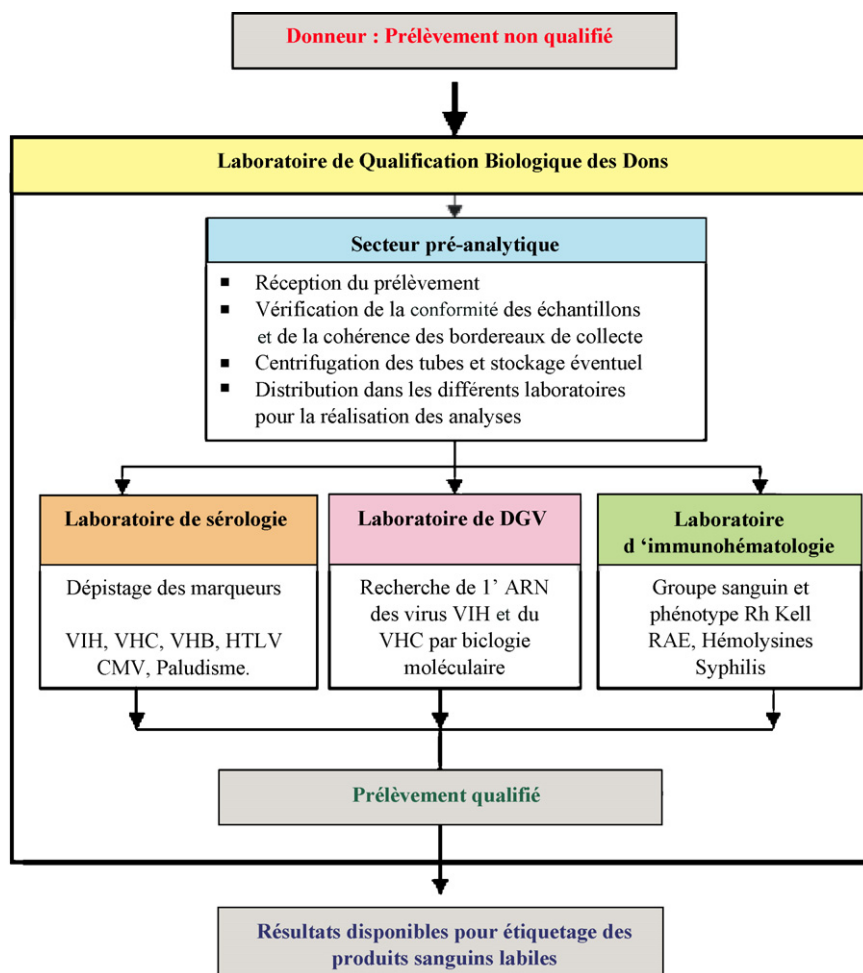 Donneur : Prélèvement non qualifié
Laboratoire de Qualification Biologique des Dons
Secteur pré-analytique
▪ Réception du prélèvement
▪ Vérification de la conformité des échantillons
et de la cohérence des bordereaux de collecte
▪ Centrifugation des tubes et stockage éventuel
▪ Distribution dans les différents laboratoires
pour la réalisation des analyses
Laboratoire de sérologie
Dépistage des marqueurs
VIH, VHC, VHB, HTLV
CMV, Paludisme.
Laboratoire de DGV
Recherche de 1’ ARN
des virus VIH et du
VHC par biclogie
moléculaire
Laboratoire
d ‘immunohématologie
Groupe sanguin et
phénotype Rh Kell
RAE, Hémolysines
Syphilis
Prélèvement qualifié
Résultats disponibles pour étiquetage des
produits sanguins labiles